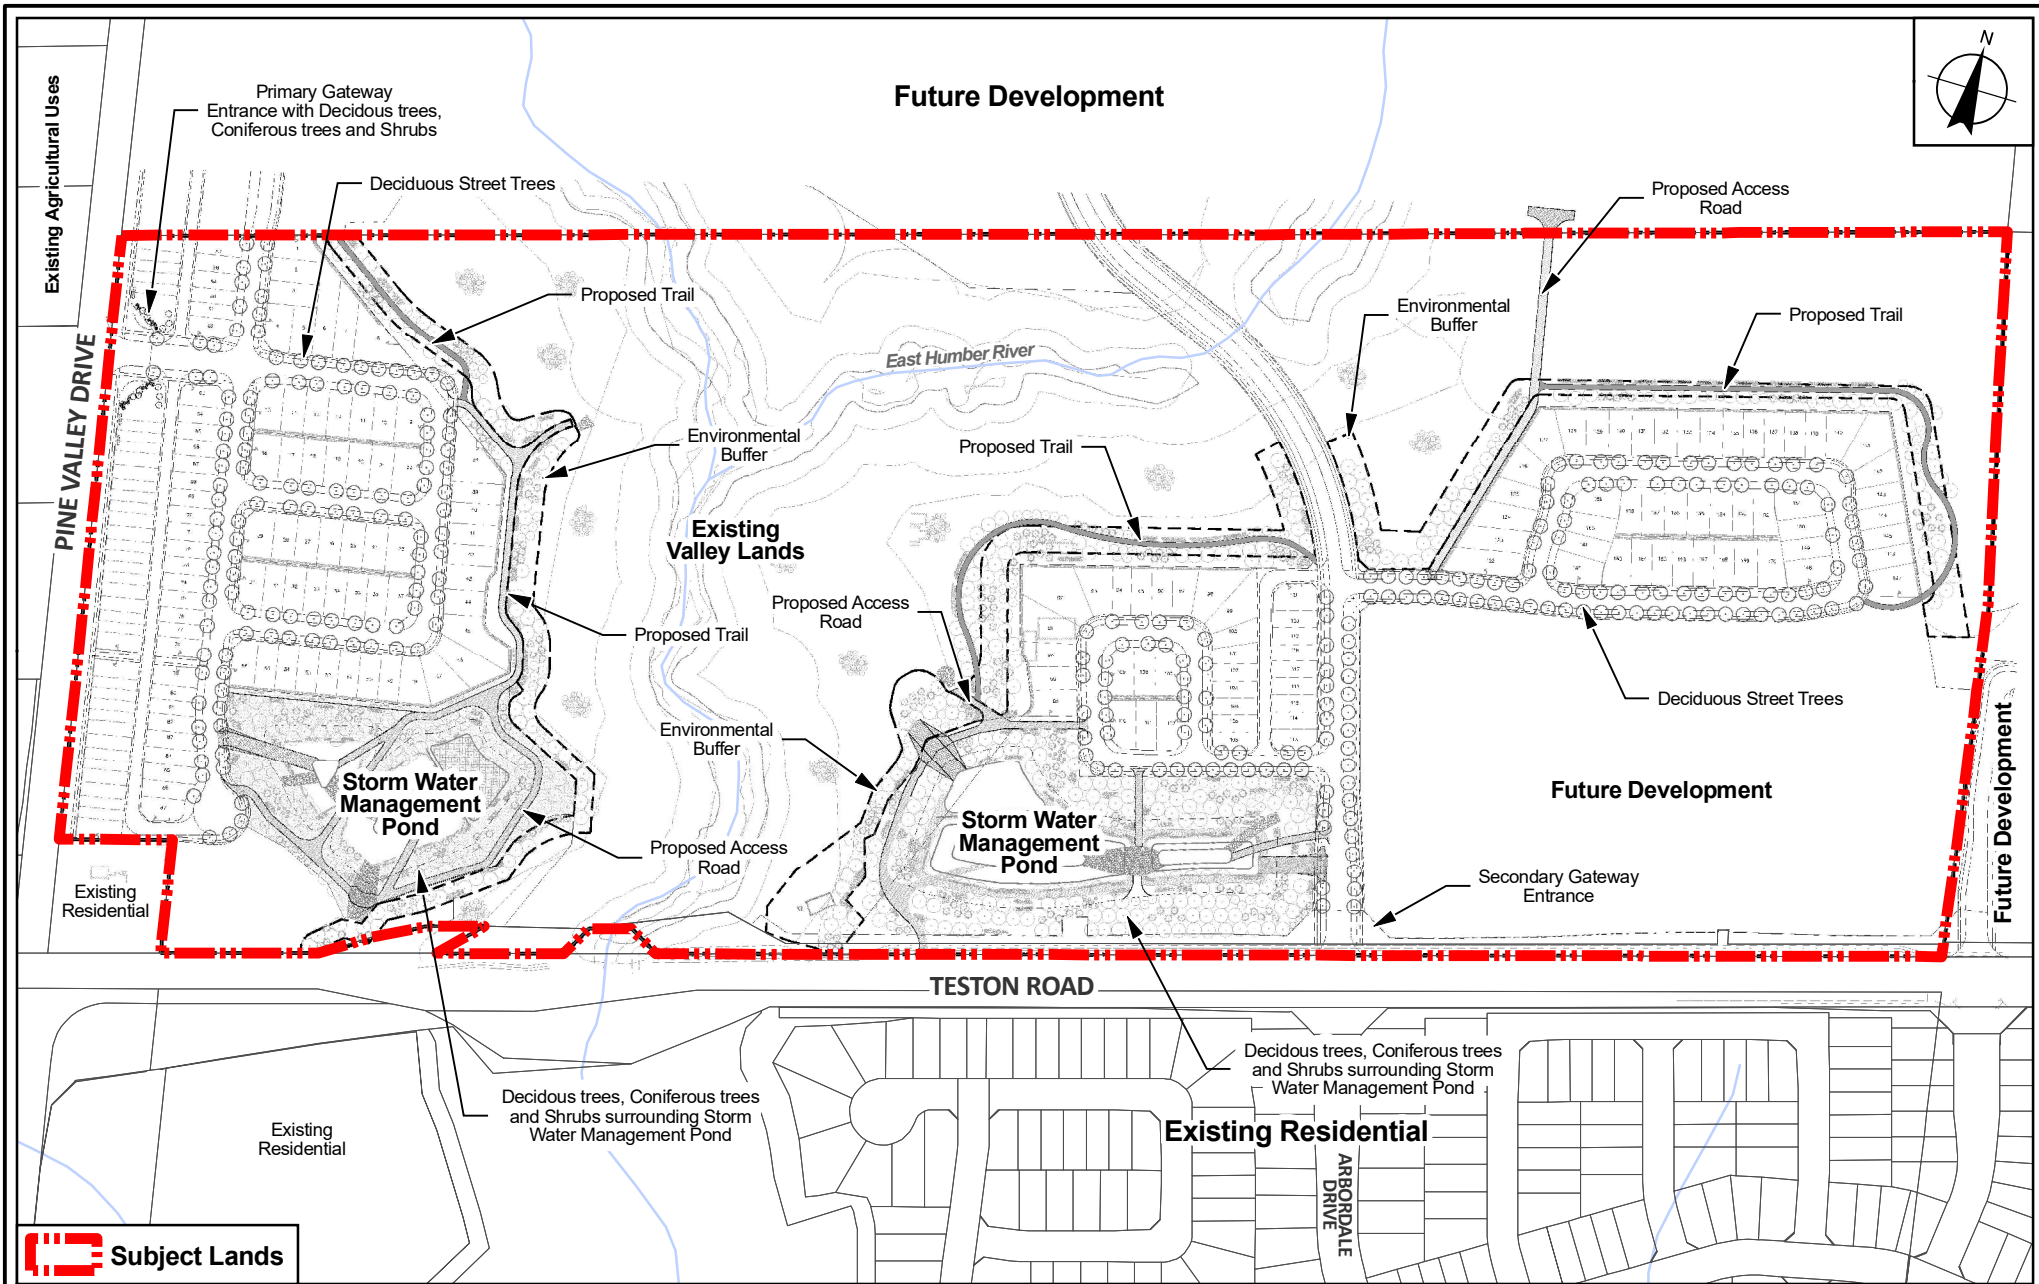 N
Future Development
Existing Agricultural Uses
Primary Gateway
Entrance with Decidous trees,
Coniferous trees and Shrubs
Deciduous Street Trees
Proposed Access
Road
Proposed Trail
Environmental
Buffer
Proposed Trail
East Humber River
PINE VALLEY DRIVE
Environmental
Buffer
Proposed Trail
Existing
Valley Lands
Proposed Access
Road
Proposed Trail
Deciduous Street Trees
Environmental
Buffer
Storm Water
Management
Pond
Future Development
Future Development
Storm Water
Management
Pond
Proposed Access
Road
Existing
Residential
Secondary Gateway
Entrance
TESTON ROAD
Decidous trees, Coniferous trees
and Shrubs surrounding Storm
Water Management Pond
Decidous trees, Coniferous trees
and Shrubs surrounding Storm
Water Management Pond
Existing
Residential
Existing Residential
ARBORDALE
DRIVE
Subject Lands